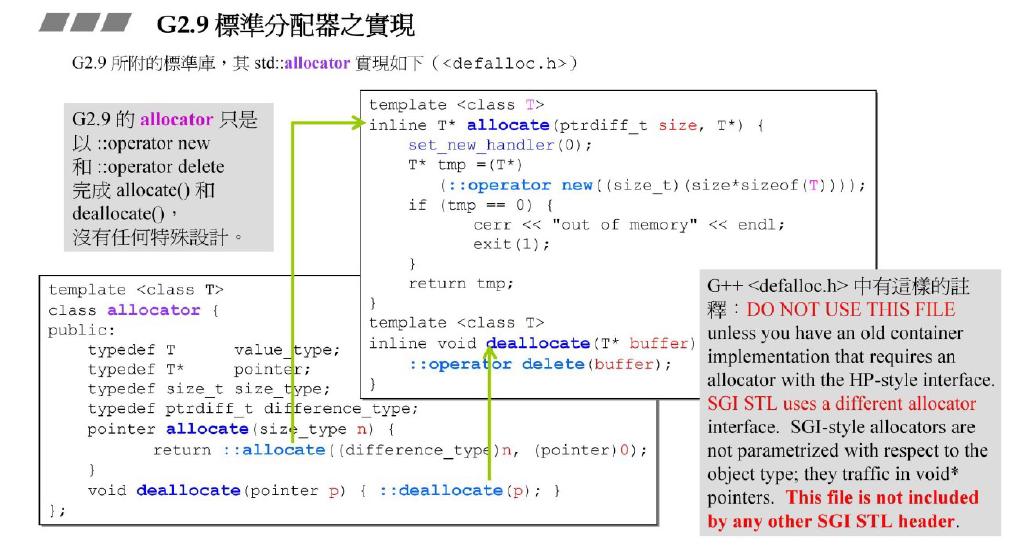 G2.9 標準分配器之實現
G2.9 所附的標準庫，其 std::allocator 實現如下（<defalloc.h>）
G2.9 的 allocator 只是
以 ::operator new
和 ::operator delete
完成 allocate() 和
deallocate()，
沒有任何特殊設計。
template <class T>
inline T* allocate(ptrdiff_t size, T*) {
set_new_handler(0);
T* tmp =(T*)
(::operator new((size_t)(size*sizeof(T))));
if (tmp == 0) {
cerr << "out of memory" << endl;
exit(1);
}
return tmp;
}
template <class T>
inline void deallocate(T* buffer)
::operator delete(buffer);
}
template <class T>
class allocator {
public:
typedef T value_type;
typedef T* pointer;
typedef size_t size_type;
typedef ptrdiff_t difference_type;
pointer allocate(size_type n) {
return ::allocate((difference_type)n, (pointer)0);
}
void deallocate(pointer p) { ::deallocate(p); }
};
G++ <defalloc.h> 中有這樣的註
釋：DO NOT USE THIS FILE
unless you have an old container
implementation that requires an
allocator with the HP-style interface.
SGI STL uses a different allocator
interface. SGI-style allocators are
not parametrized with respect to the
object type; they traffic in void*
pointers. This file is not included
by any other SGI STL header.